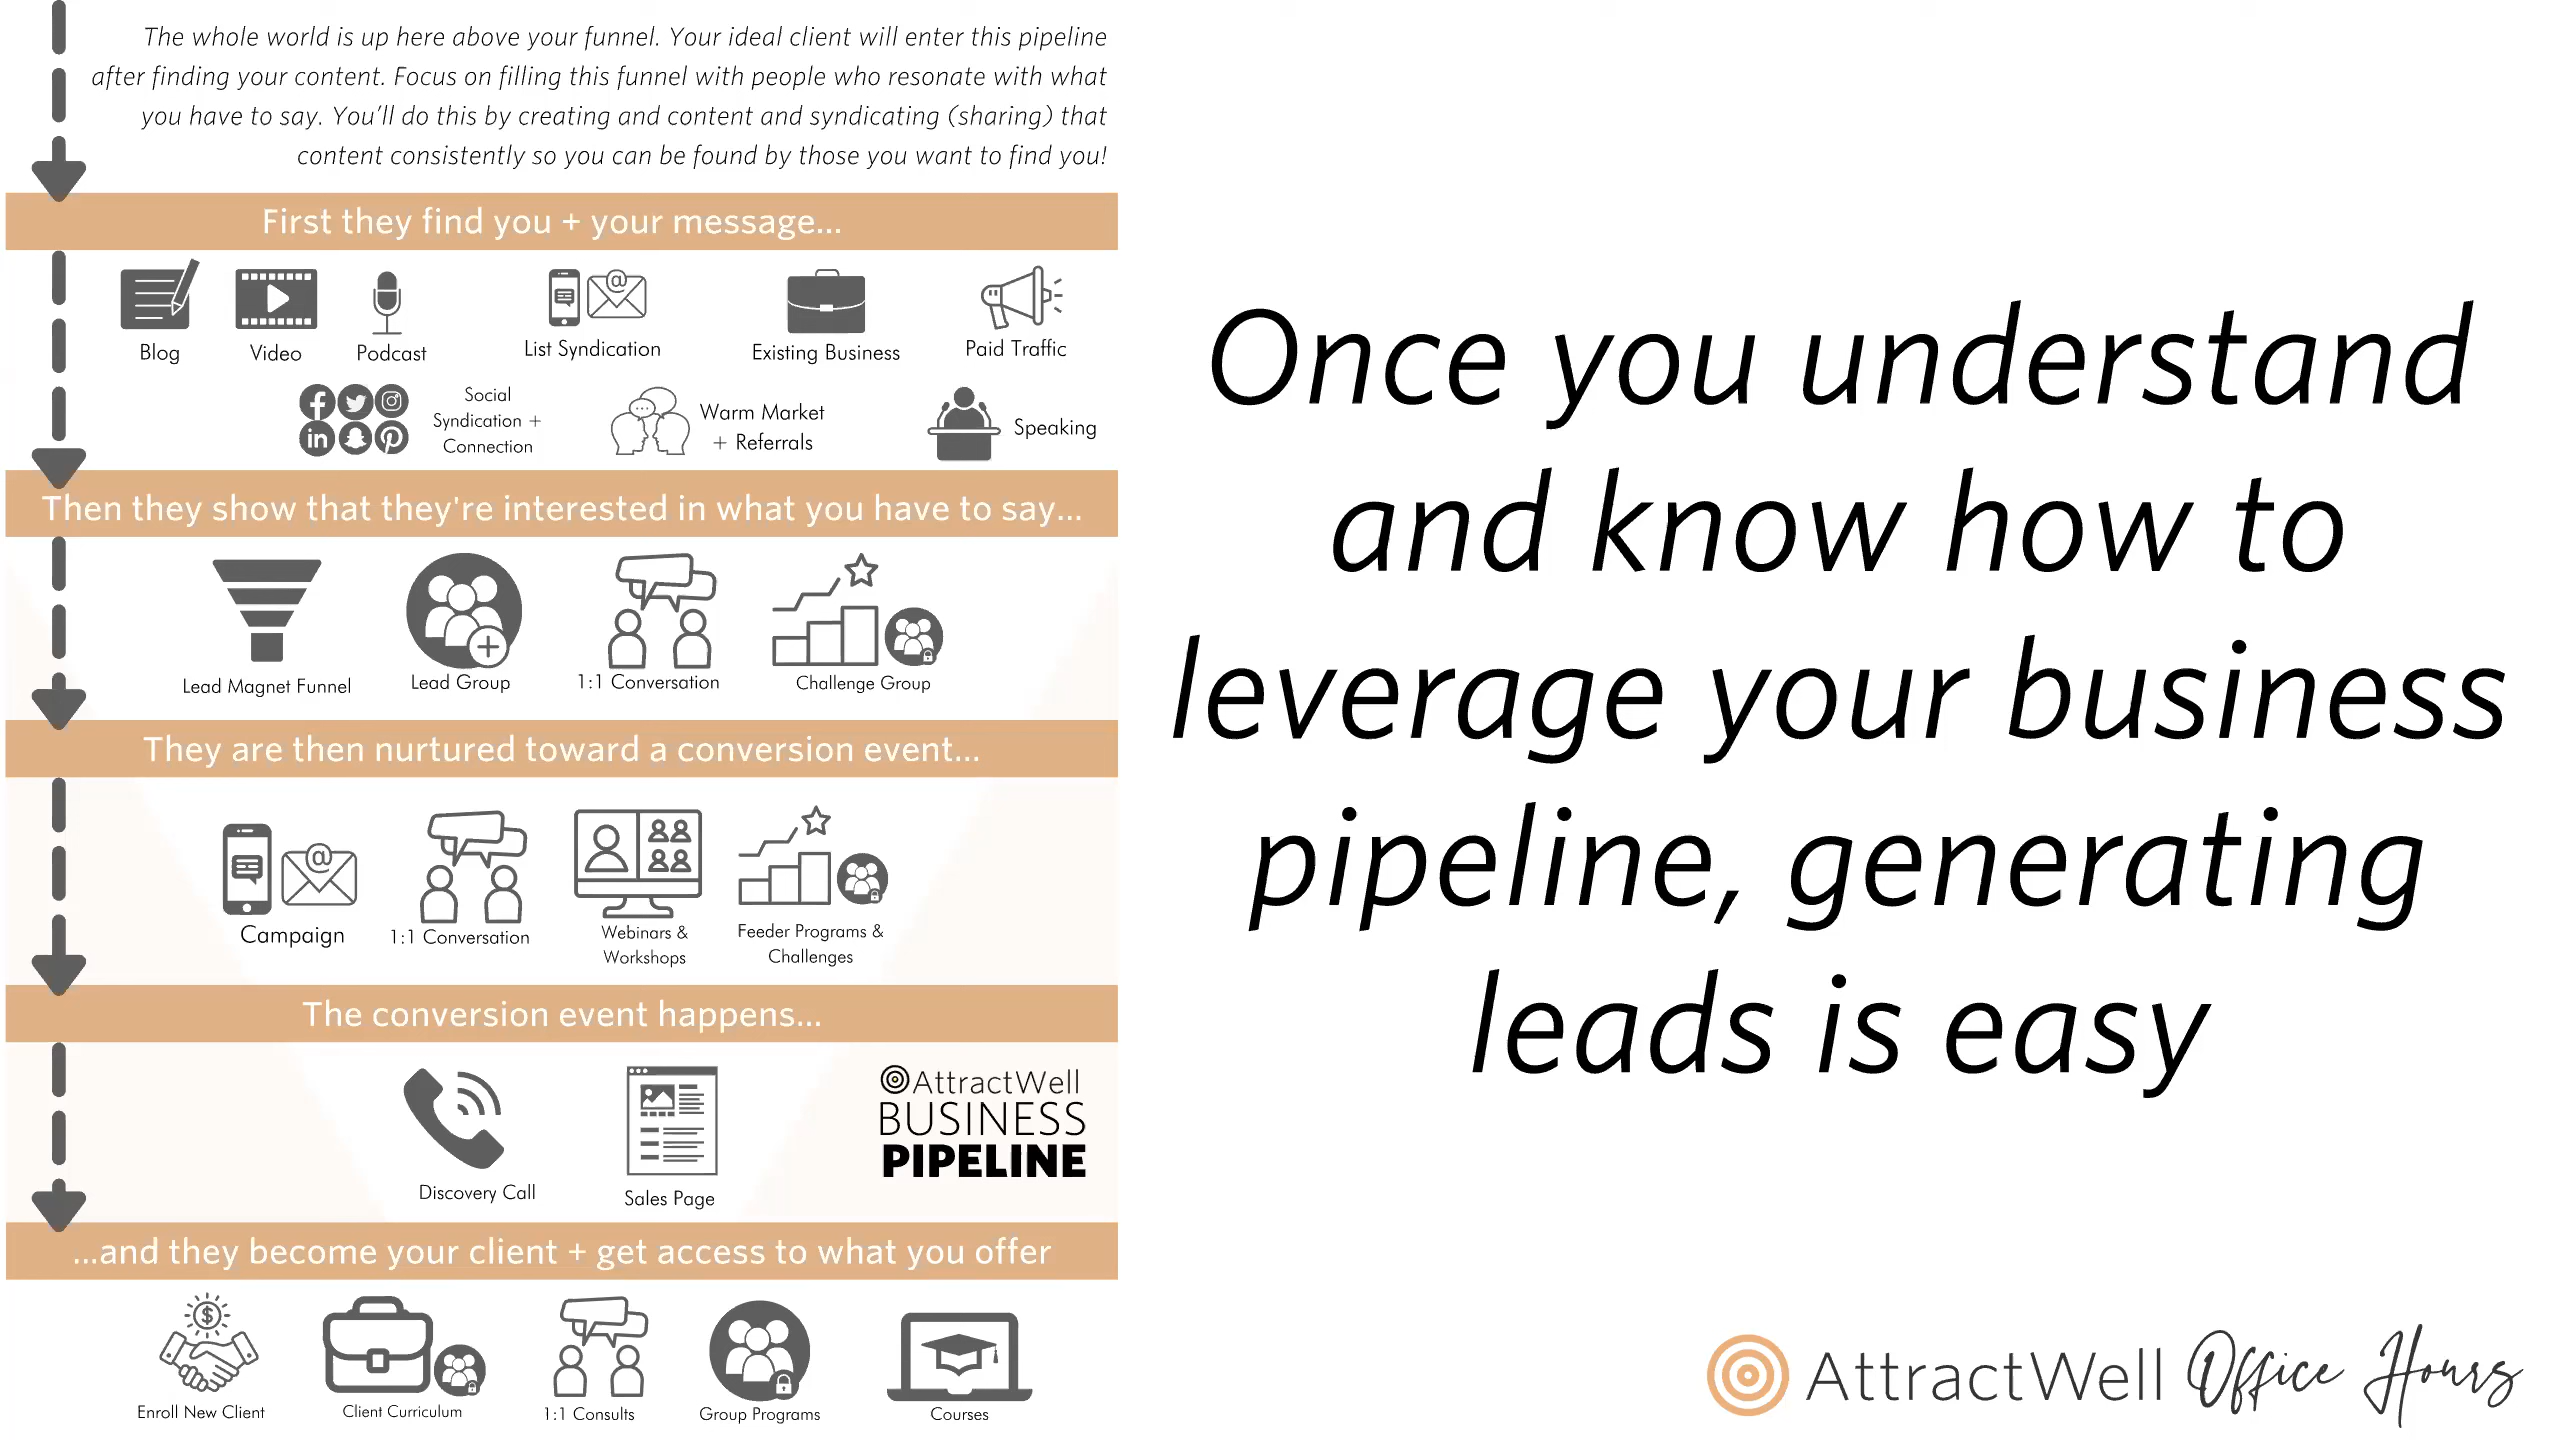 The whole world is up here above your funnel. Your ideal client will enter this pipeline
after finding your content. Focus on filling this funnel with people who resonate with what
you have to say. You'll do this by creating and content and syndicating (sharing) that
content consistently so you can be found by those you want to find you!
First they find you + your message...
Blog
Video
Podcast
List Syndication
Existing Business
Paid Traffic
Social
Syndication +
Connection
Warm Market
+ Referrals
Speaking
Then they show that they're interested in what you have to say...
Lead Magnet Funnel
Lead Group
1:1 Conversation
Challenge Group
They are then nurtured toward a conversion event...
Campaign
1:1 Conversation
Webinars &
Workshops
Feeder Programs &
Challenges
The conversion event happens...
Discovery Call
Sales Page
AttractWell
BUSINESS
PIPELINE
...and they become your client + get access to what you offer
Enroll New Client
Client Curriculum
1:1 Consults
Group Programs
Courses
Once you understand
and know how to
leverage your business
pipeline, generating
leads is easy
AttractWell Office Hours